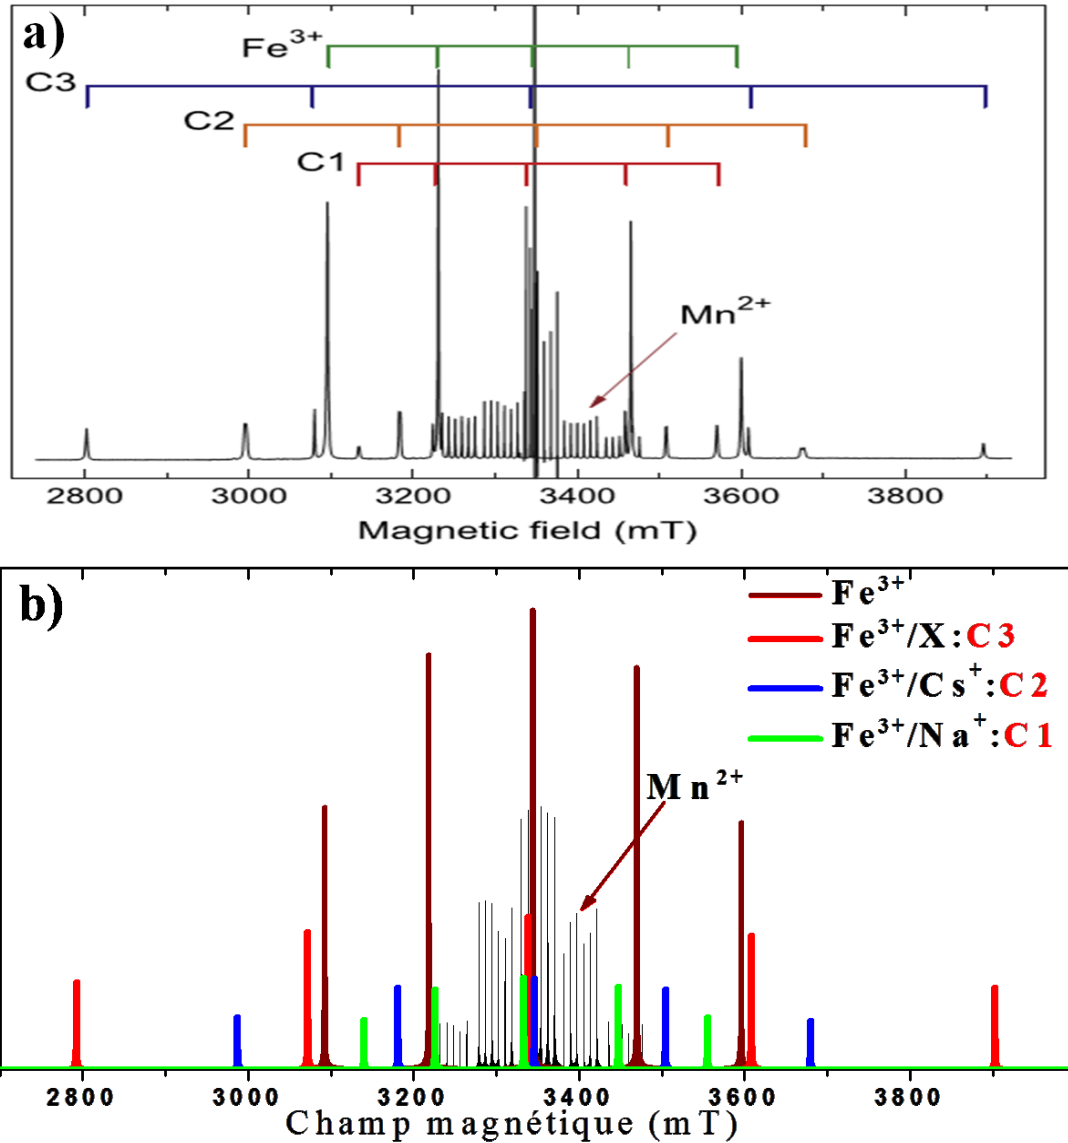 a)
Fe³⁺
C3
C2
C1
Mn²⁺
2800 3000 3200 3400 3600 3800
Magnetic field (mT)
b)
Fe³⁺
Fe³⁺/X:C3
Fe³⁺/Cs⁺:C2
Fe³⁺/Na⁺:C1
Mn²⁺
2800 3000 3200 3400 3600 3800
Champ magnétique (mT)